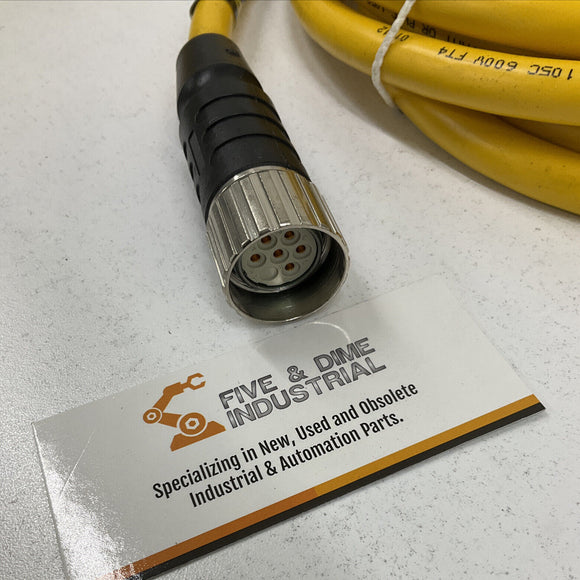 105C 600V FT4
FIVE & DIME
INDUSTRIAL
Specializing in New, Used and Obsolete
Industrial & Automation Parts.